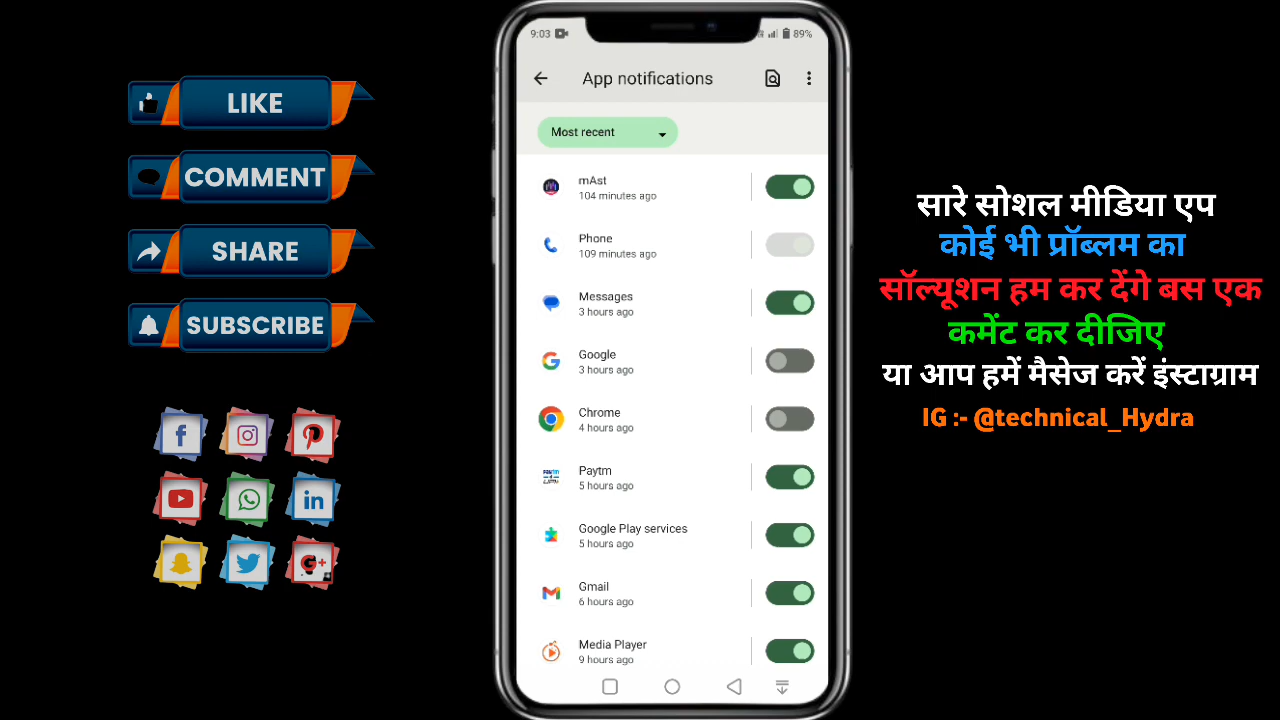 LIKE
COMMENT
SHARE
SUBSCRIBE
9:03
89%
App notifications
Most recent
mAst
104 minutes ago
Phone
109 minutes ago
Messages
3 hours ago
Google
3 hours ago
Chrome
4 hours ago
Paytm
5 hours ago
Google Play services
5 hours ago
Gmail
6 hours ago
Media Player
9 hours ago
सारे सोशल मीडिया एप
कोई भी प्रॉब्लम का
सॉल्यूशन हम कर देंगे बस एक
कमेंट कर दीजिए
या आप हमें मैसेज करें इंस्टाग्राम
IG :- @technical_Hydra